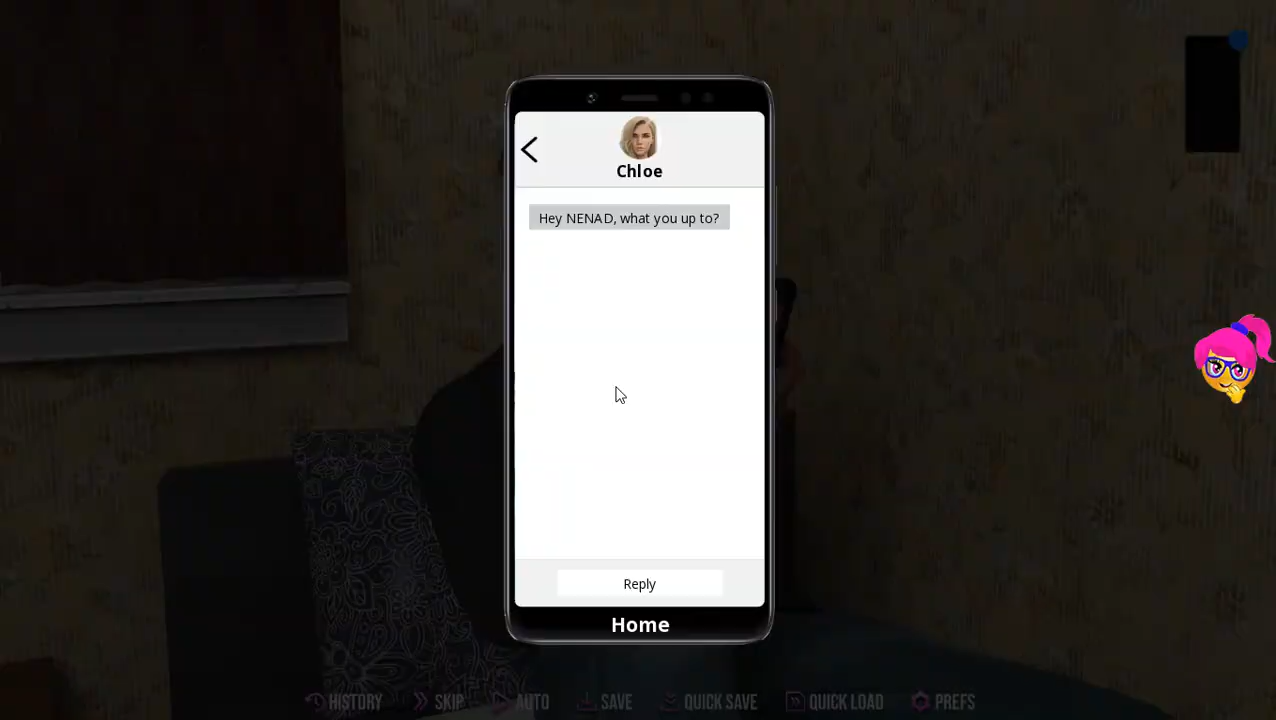 Chloe
Hey NENAD, what you up to?
Reply
Home
HISTORY SKIP AUTO SAVE QUICK SAVE QUICK LOAD PREFS